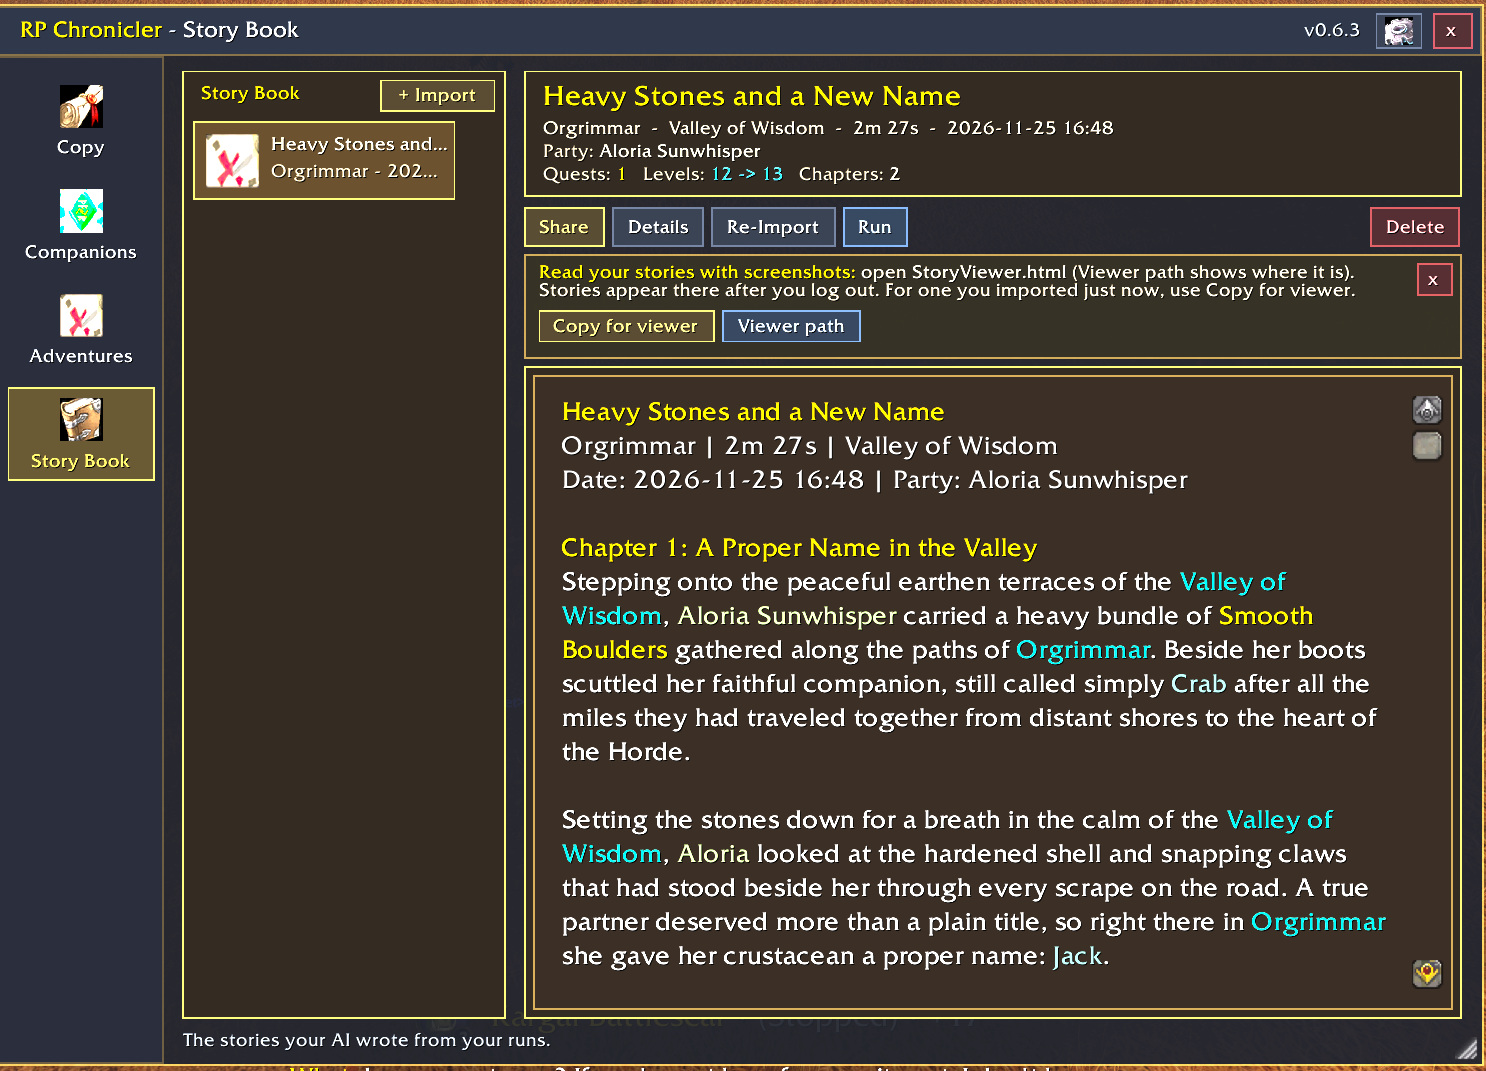 RP Chronicler - Story Book
v0.6.3
x
Copy
Companions
Adventures
Story Book
Story Book
+ Import
Heavy Stones and...
Orgrimmar - 202...
Heavy Stones and a New Name
Orgrimmar - Valley of Wisdom - 2m 27s - 2026-11-25 16:48
Party: Aloria Sunwhisper
Quests: 1 Levels: 12 -> 13 Chapters: 2
Share
Details
Re-Import
Run
Delete
Read your stories with screenshots: open StoryViewer.html (Viewer path shows where it is).
Stories appear there after you log out. For one you imported just now, use Copy for viewer.
x
Copy for viewer
Viewer path
Heavy Stones and a New Name
Orgrimmar | 2m 27s | Valley of Wisdom
Date: 2026-11-25 16:48 | Party: Aloria Sunwhisper
Chapter 1: A Proper Name in the Valley
Stepping onto the peaceful earthen terraces of the Valley of
Wisdom, Aloria Sunwhisper carried a heavy bundle of Smooth
Boulders gathered along the paths of Orgrimmar. Beside her boots
scuttled her faithful companion, still called simply Crab after all the
miles they had traveled together from distant shores to the heart of
the Horde.
Setting the stones down for a breath in the calm of the Valley of
Wisdom, Aloria looked at the hardened shell and snapping claws
that had stood beside her through every scrape on the road. A true
partner deserved more than a plain title, so right there in Orgrimmar
she gave her crustacean a proper name: Jack.
The stories your AI wrote from your runs.